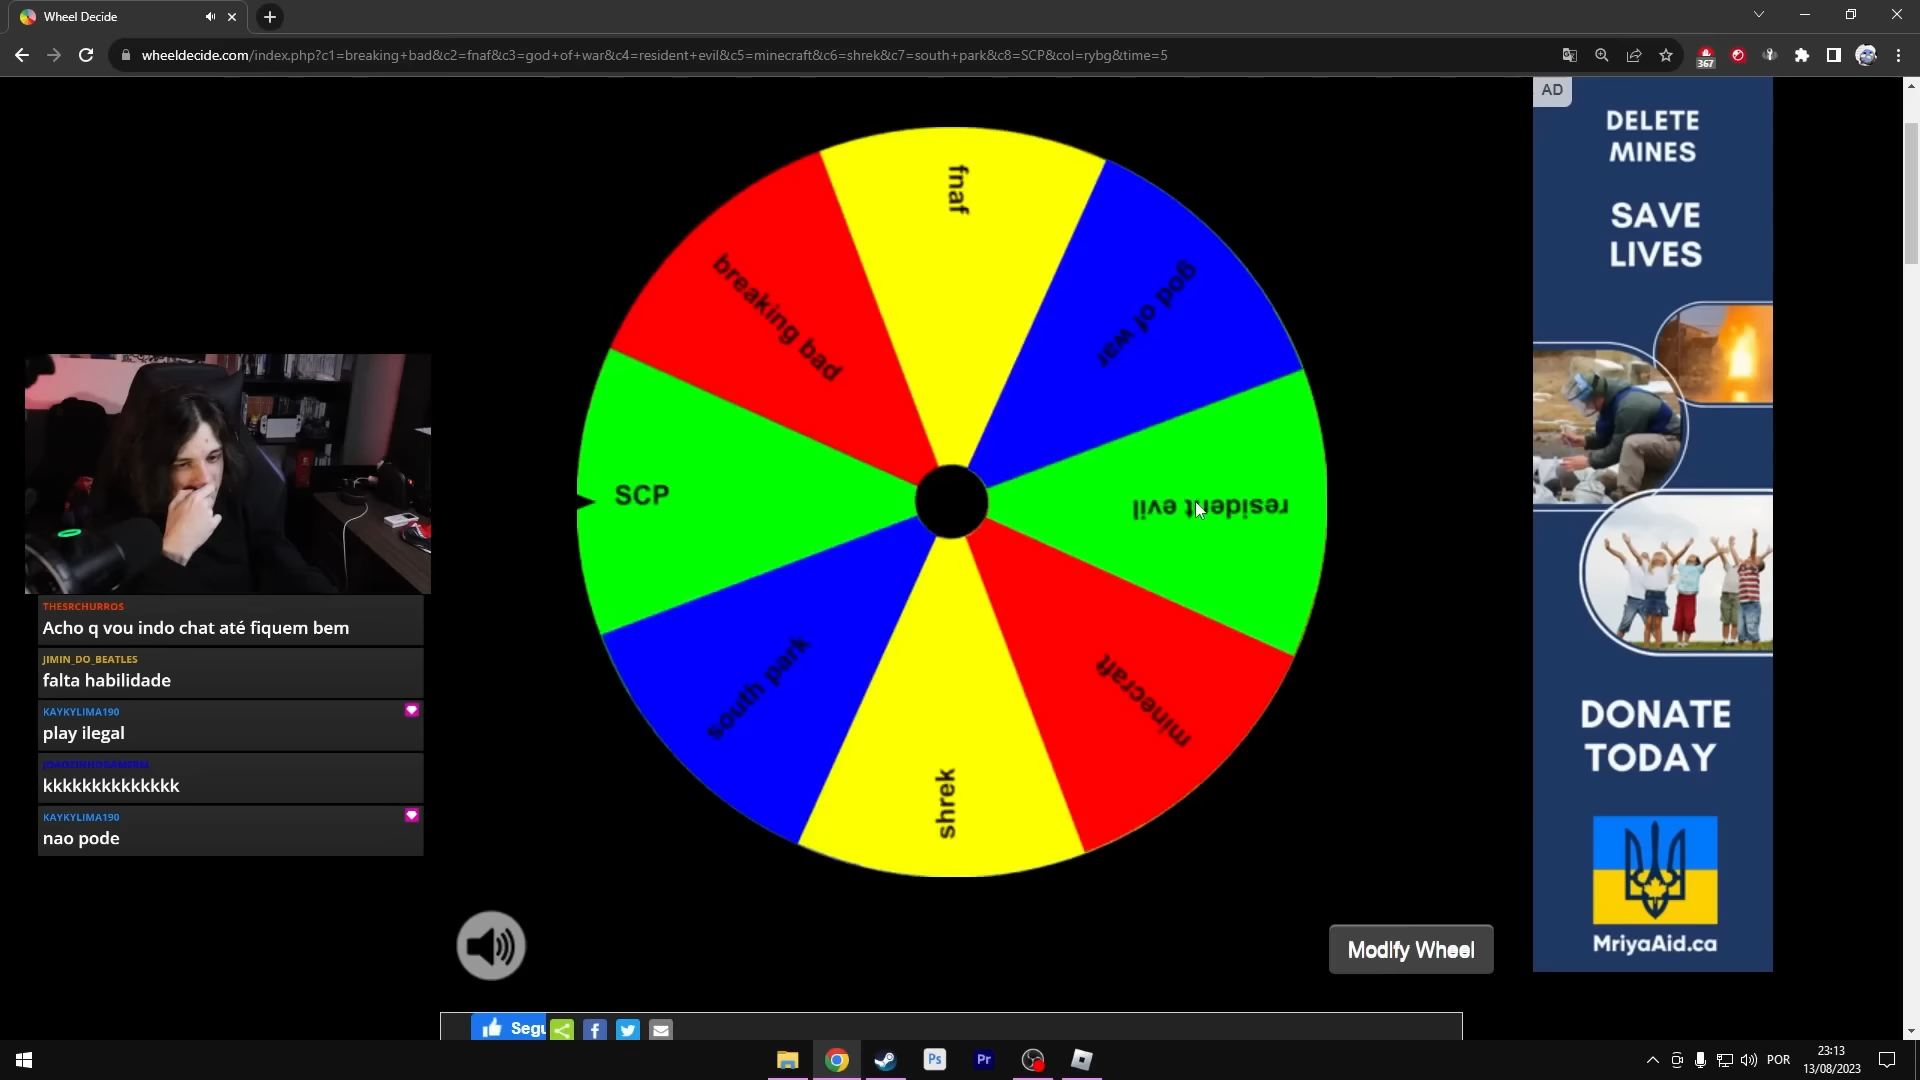 Wheel Decide
wheeldecide.com/index.php?c1=breaking+bad&c2=fnaf&c3=god+of+war&c4=resident+evil&c5=minecraft&c6=shrek&c7=south+park&c8=SCP&col=rybg&time=5
367
AD
DELETE
MINES
SAVE
LIVES
DONATE
TODAY
MriyaAid.ca
fnaf
god of war
breaking bad
SCP
resident evil
south park
minecraft
shrek
THESRCHURROS
Acho q vou indo chat até fiquem bem
JIMIN_DO_BEATLES
falta habilidade
KAYKYLIMA190
play ilegal
kkkkkkkkkkkkkk
KAYKYLIMA190
nao pode
Modify Wheel
Segu
Ps
Pr
POR
23:13
13/08/2023